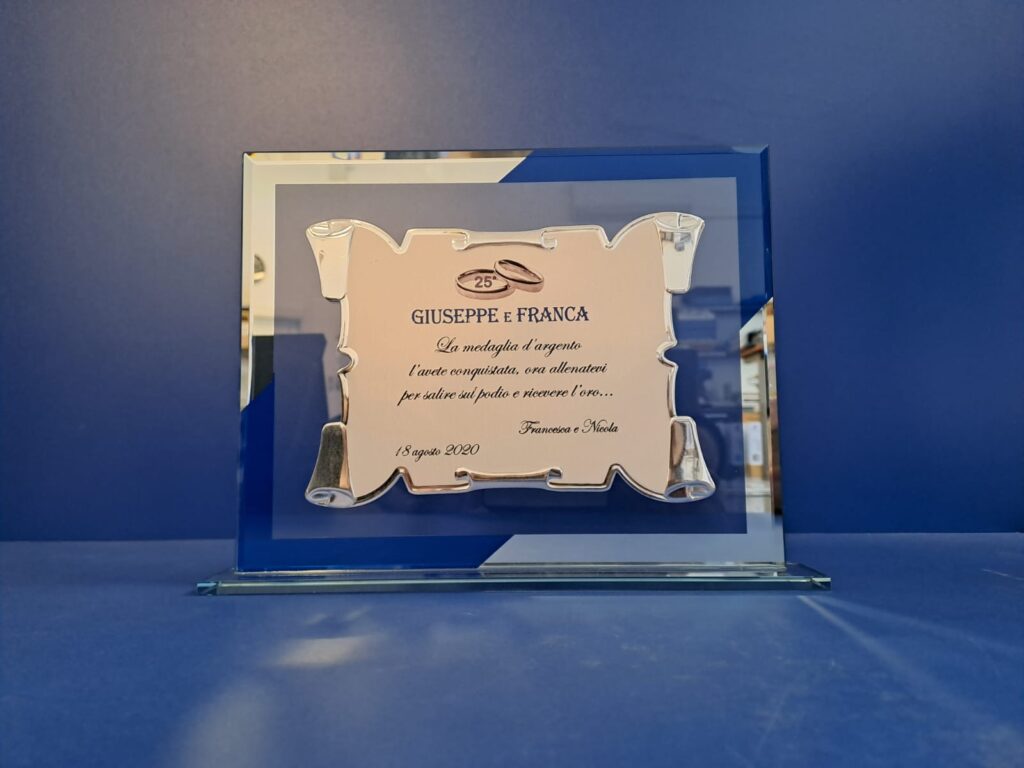 25°
GIUSEPPE E FRANCA
La medaglia d'argento
l'avete conquistata, ora allenatevi
per salire sul podio e ricevere l'oro...
Francesca e Nicola
18 agosto 2020